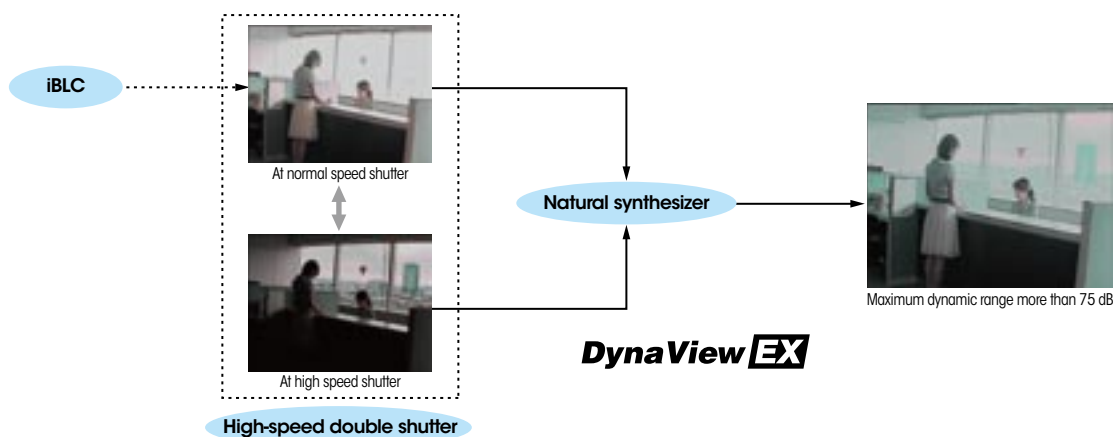 iBLC
At normal speed shutter
At high speed shutter
High-speed double shutter
Natural synthesizer
DynaView EX
Maximum dynamic range more than 75 dB